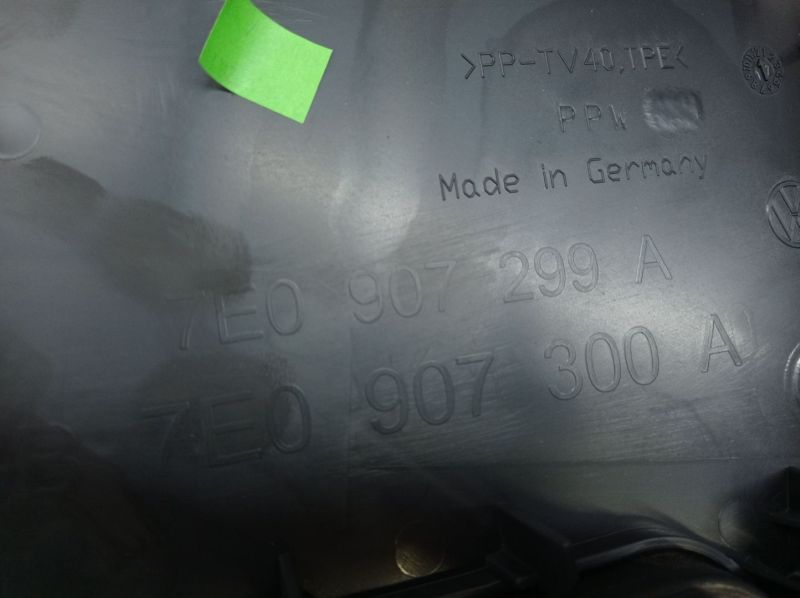 >PP-TV40,TPE<
PPW
Made in Germany
7E0 907 299 A
7E0 907 300 A